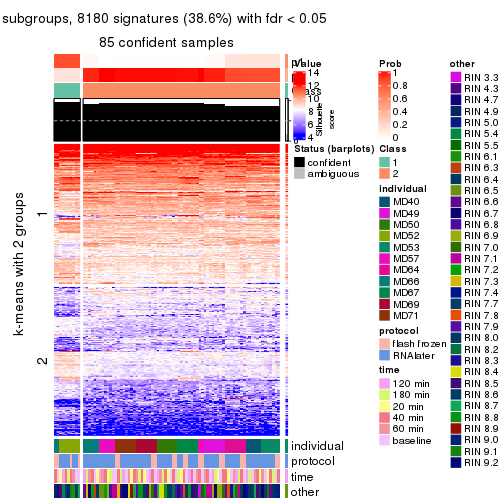 subgroups, 8180 signatures (38.6%) with fdr < 0.05
85 confident samples
k-means with 2 groups
1
2
individual
protocol
time
other
Value
14
12
10
8
6
Silhouette
score
Status (barplots)
confident
ambiguous
Prob
1
0.8
0.6
0.4
0.2
0
Class
1
2
individual
MD40
MD49
MD50
MD52
MD53
MD57
MD64
MD66
MD67
MD69
MD71
protocol
flash frozen
RNAlater
time
120 min
180 min
20 min
40 min
60 min
baseline
other
RIN 3.3
RIN 4.3
RIN 4.7
RIN 4.9
RIN 5.0
RIN 5.4
RIN 5.5
RIN 6.1
RIN 6.3
RIN 6.4
RIN 6.5
RIN 6.6
RIN 6.7
RIN 6.8
RIN 6.9
RIN 7.0
RIN 7.1
RIN 7.2
RIN 7.3
RIN 7.4
RIN 7.7
RIN 7.8
RIN 7.9
RIN 8.0
RIN 8.2
RIN 8.3
RIN 8.4
RIN 8.5
RIN 8.6
RIN 8.7
RIN 8.8
RIN 8.9
RIN 9.0
RIN 9.1
RIN 9.2